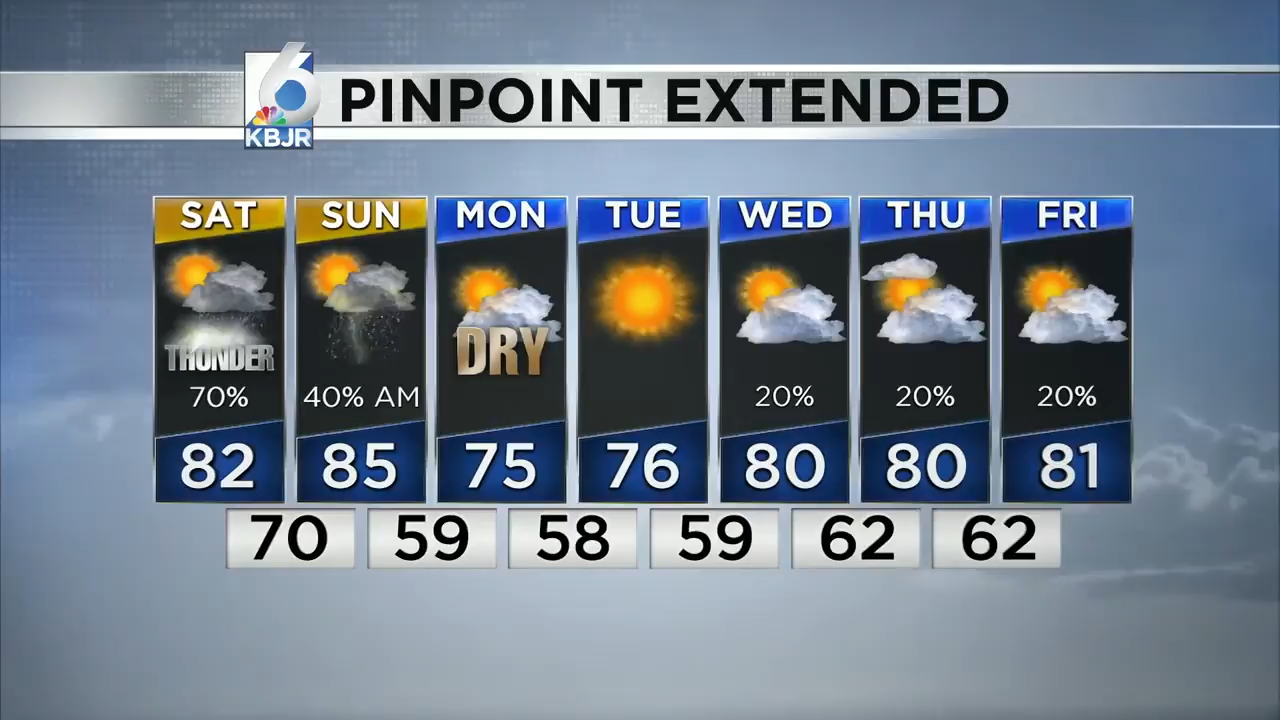 6
KBJR
PINPOINT EXTENDED
SAT SUN MON TUE WED THU FRI
THUNDER DRY
70% 40% AM 20% 20% 20%
82 85 75 76 80 80 81
70 59 58 59 62 62